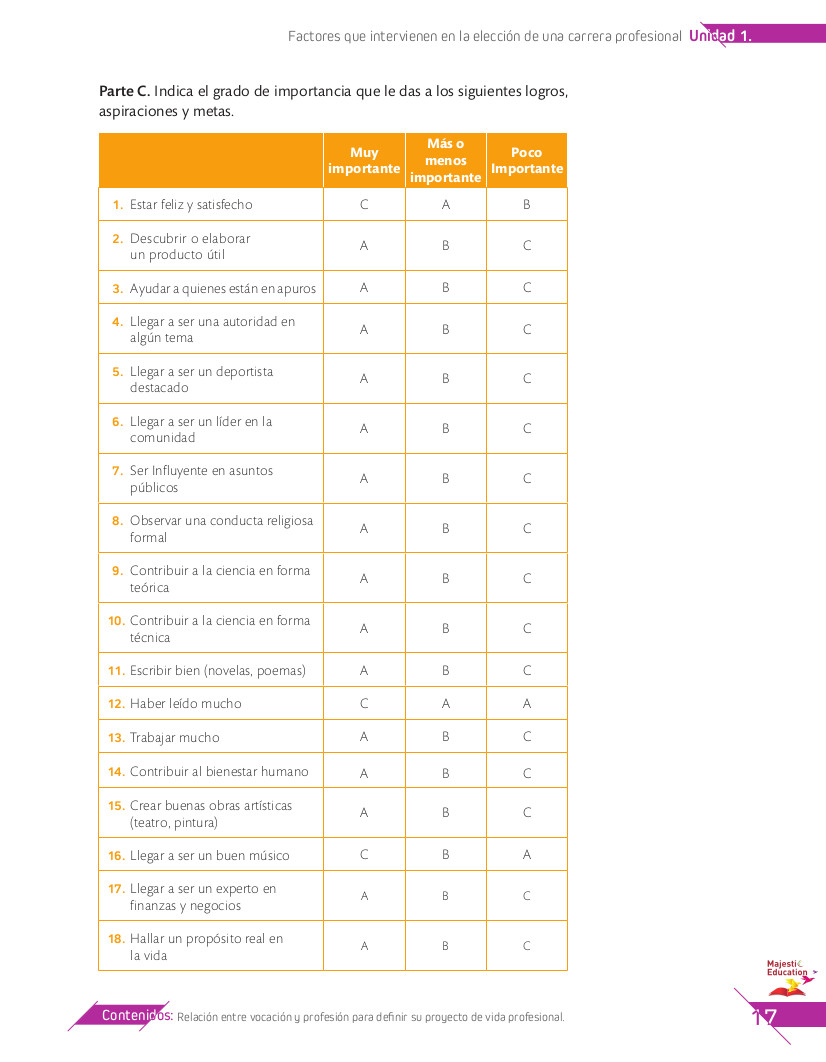 Factores que intervienen en la elección de una carrera profesional Unidad 1.
Parte C. Indica el grado de importancia que le das a los siguientes logros,
aspiraciones y metas.
Muy importante Más o menos importante Poco Importante
1. Estar feliz y satisfecho C A B
2. Descubrir o elaborar
un producto útil A B C
3. Ayudar a quienes están en apuros A B C
4. Llegar a ser una autoridad en
algún tema A B C
5. Llegar a ser un deportista
destacado A B C
6. Llegar a ser un líder en la
comunidad A B C
7. Ser Influyente en asuntos
públicos A B C
8. Observar una conducta religiosa
formal A B C
9. Contribuir a la ciencia en forma
teórica A B C
10. Contribuir a la ciencia en forma
técnica A B C
11. Escribir bien (novelas, poemas) A B C
12. Haber leído mucho C A A
13. Trabajar mucho A B C
14. Contribuir al bienestar humano A B C
15. Crear buenas obras artísticas
(teatro, pintura) A B C
16. Llegar a ser un buen músico C B A
17. Llegar a ser un experto en
finanzas y negocios A B C
18. Hallar un propósito real en
la vida A B C
Majestic
Education
Contenidos: Relación entre vocación y profesión para definir su proyecto de vida profesional.
17